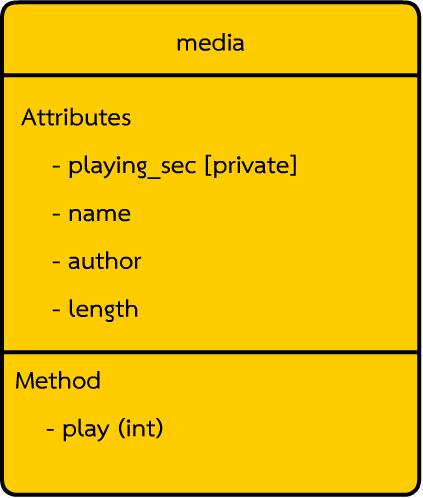 media
Attributes
- playing_sec [private]
- name
- author
- length
Method
- play (int)